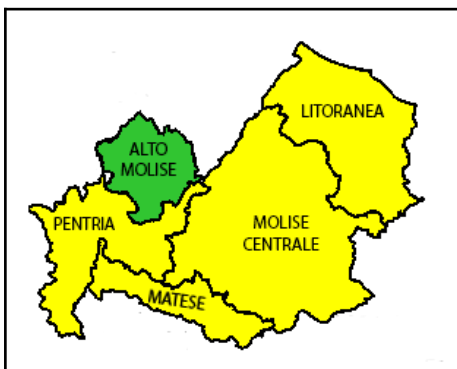 LITORANEA
ALTO
MOLISE
PENTRIA
MOLISE
CENTRALE
MATESE